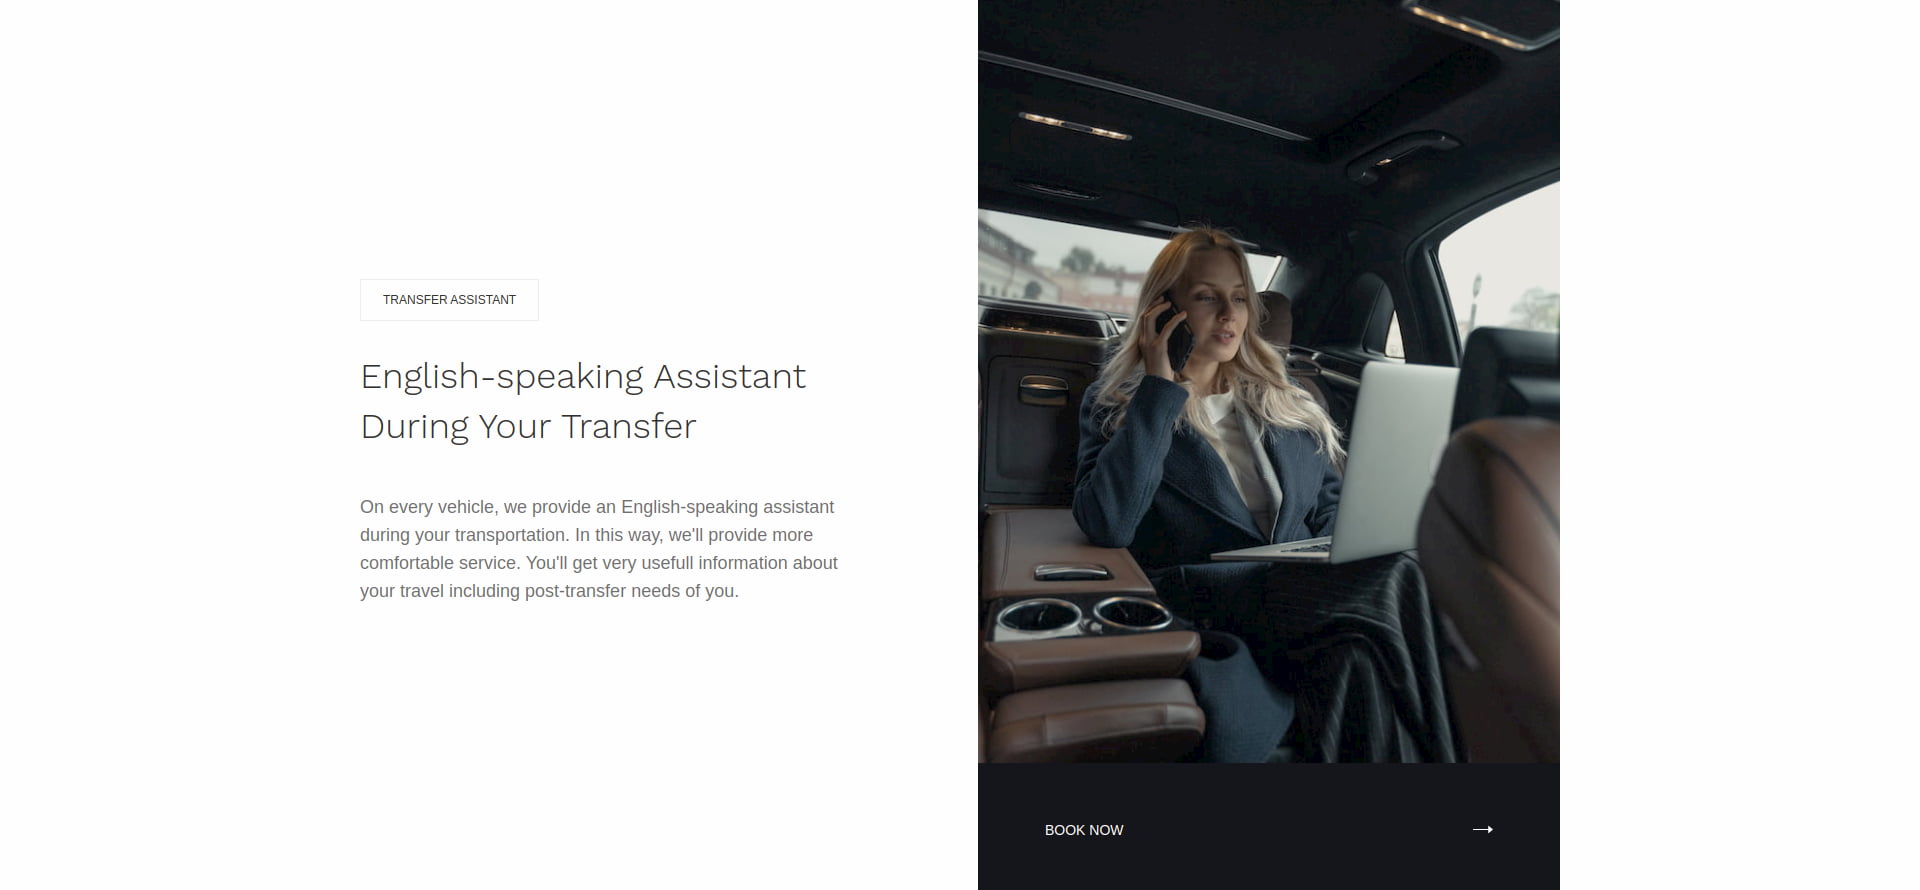 TRANSFER ASSISTANT
English-speaking Assistant
During Your Transfer
On every vehicle, we provide an English-speaking assistant
during your transportation. In this way, we'll provide more
comfortable service. You'll get very usefull information about
your travel including post-transfer needs of you.
BOOK NOW